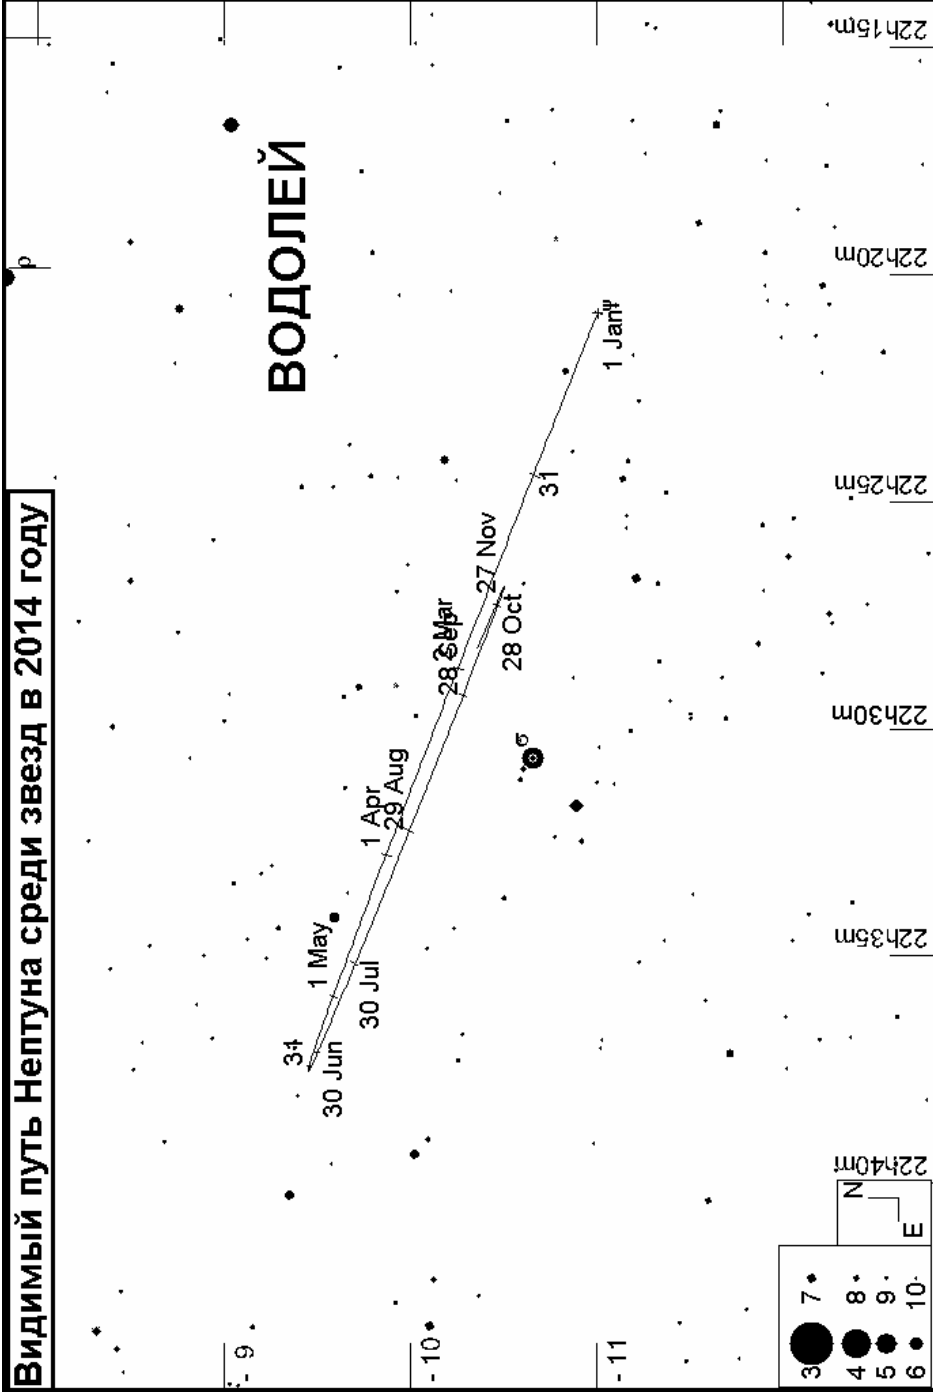 Видимый путь Нептуна среди звезд в 2014 году
ρ
ВОДОЛЕЙ
22h15m
22h20m
22h25m
22h30m
22h35m
22h40m
1 Jan
Ψ
31
2 Mar
1 Apr
1 May
31
30 Jun
30 Jul
29 Aug
28 Sep
28 Oct
27 Nov
σ
- 9
- 10
- 11
N
E
3 7
4 8
5 9
6 10